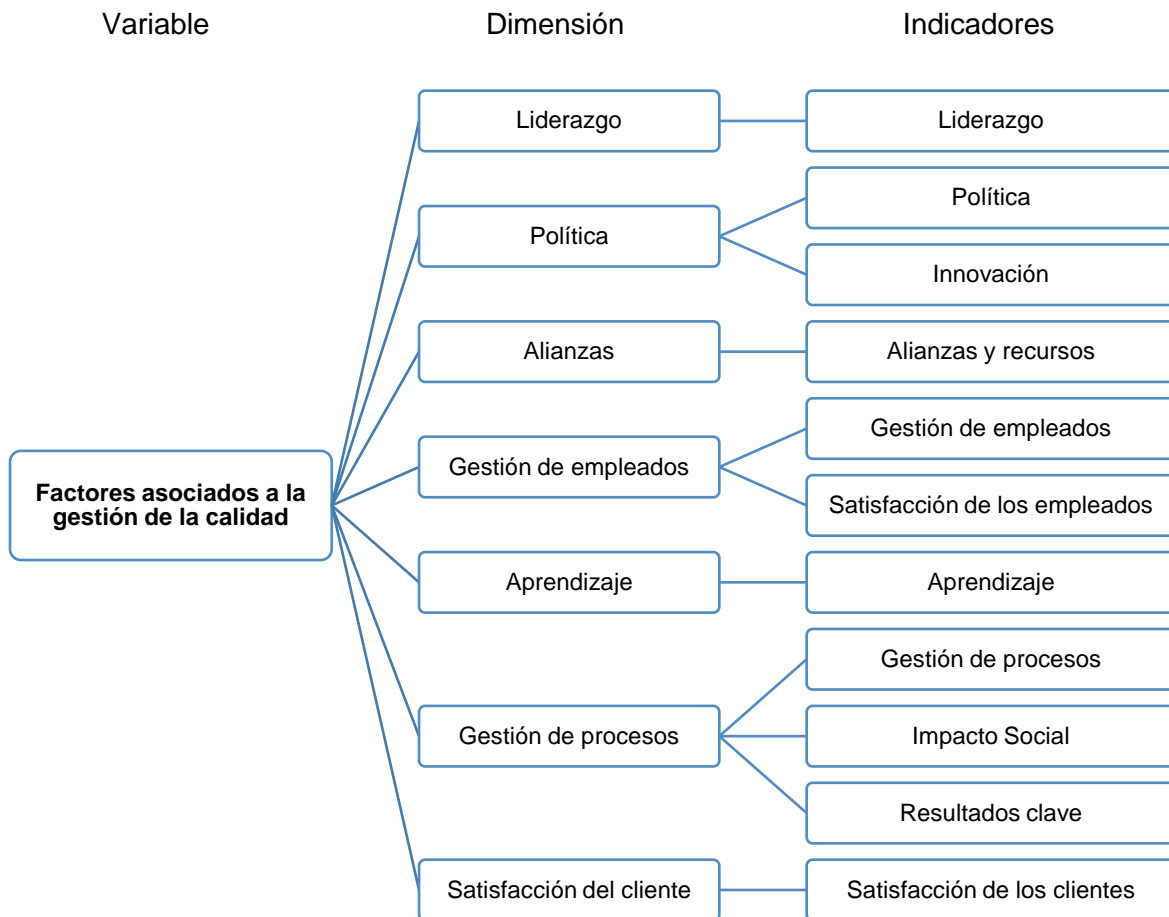 Variable
Dimensión
Indicadores
Factores asociados a la
gestión de la calidad
Liderazgo
Liderazgo
Política
Política
Innovación
Alianzas
Alianzas y recursos
Gestión de empleados
Gestión de empleados
Satisfacción de los empleados
Aprendizaje
Aprendizaje
Gestión de procesos
Gestión de procesos
Impacto Social
Resultados clave
Satisfacción del cliente
Satisfacción de los clientes